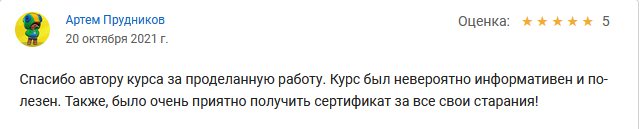 Артем Прудников
Оценка: ★★★★★ 5
20 октября 2021 г.
Спасибо автору курса за проделанную работу. Курс был невероятно информативен и по-
лезен. Также, было очень приятно получить сертификат за все свои старания!